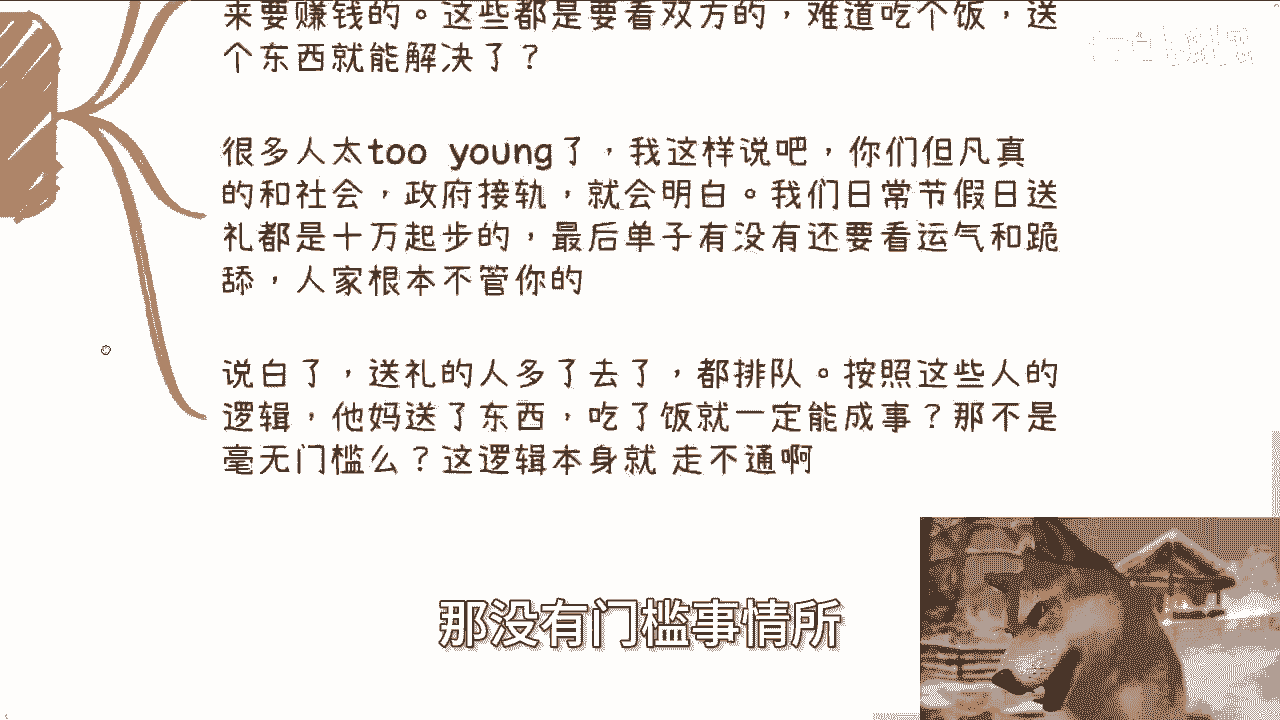 来要赚钱的。这些都是要看双方的，难道吃个饭，送
个东西就能解决了？
很多人太too young了，我这样说吧，你们但凡真
的和社会，政府接轨，就会明白。我们日常节假日送
礼都是十万起步的，最后单子有没有还要看运气和跪
舔，人家根本不管你的
说白了，送礼的人多了去了，都排队。按照这些人的
逻辑，他妈送了东西，吃了饭就一定能成事？那不是
毫无门槛么？这逻辑本身就 走不通啊
那没有门槛事情所